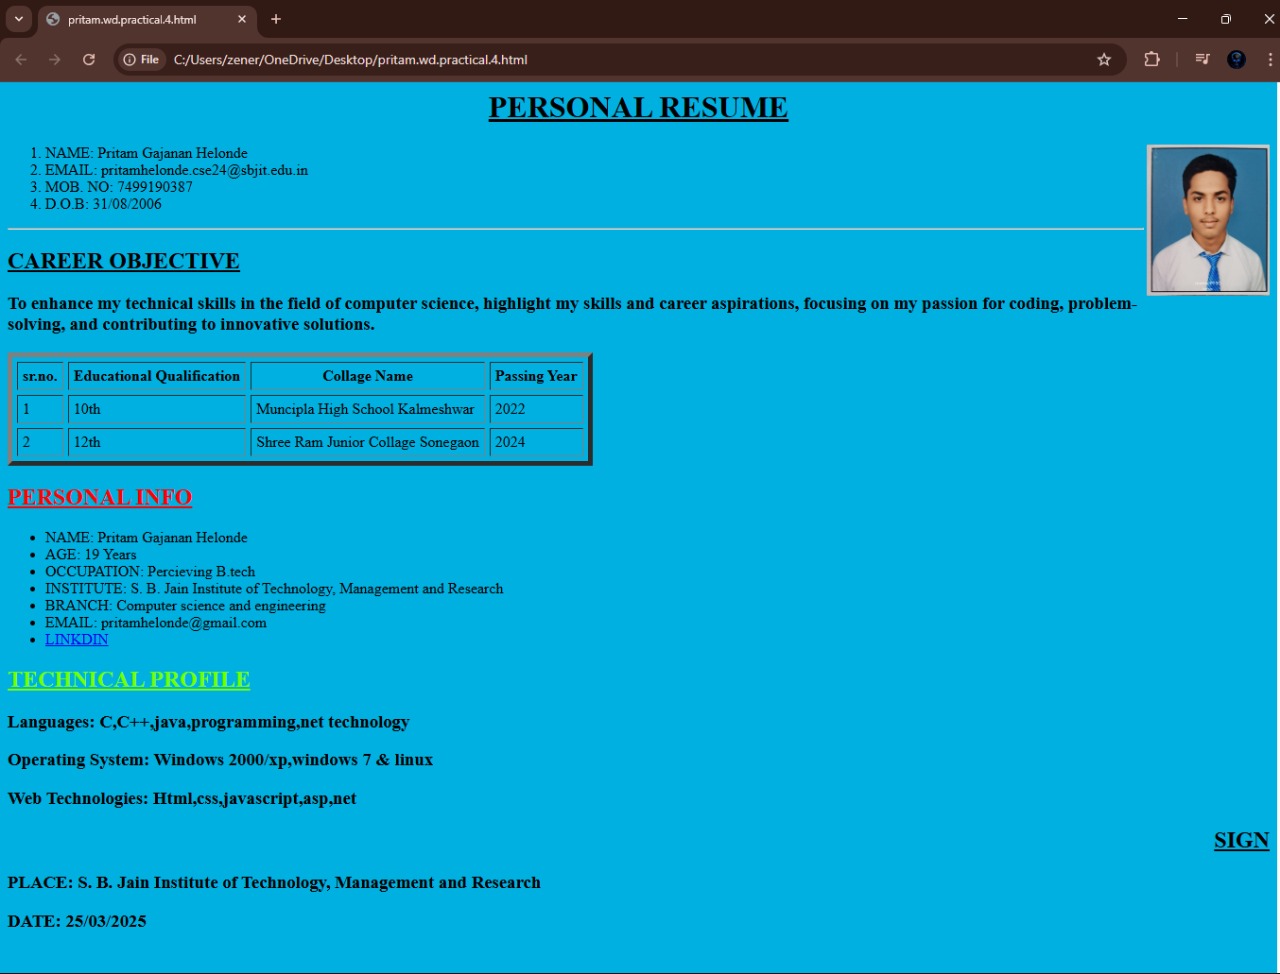 pritam.wd.practical.4.html
File C:/Users/zener/OneDrive/Desktop/pritam.wd.practical.4.html
PERSONAL RESUME
1. NAME: Pritam Gajanan Helonde
2. EMAIL: pritamhelonde.cse24@sbjit.edu.in
3. MOB. NO: 7499190387
4. D.O.B: 31/08/2006
CAREER OBJECTIVE
To enhance my technical skills in the field of computer science, highlight my skills and career aspirations, focusing on my passion for coding, problem-
solving, and contributing to innovative solutions.
sr.no. Educational Qualification Collage Name Passing Year
1 10th Muncipla High School Kalmeshwar 2022
2 12th Shree Ram Junior Collage Sonegaon 2024
PERSONAL INFO
• NAME: Pritam Gajanan Helonde
• AGE: 19 Years
• OCCUPATION: Percieving B.tech
• INSTITUTE: S. B. Jain Institute of Technology, Management and Research
• BRANCH: Computer science and engineering
• EMAIL: pritamhelonde@gmail.com
• LINKDIN
TECHNICAL PROFILE
Languages: C,C++,java,programming,net technology
Operating System: Windows 2000/xp,windows 7 & linux
Web Technologies: Html,css,javascript,asp,net
SIGN
PLACE: S. B. Jain Institute of Technology, Management and Research
DATE: 25/03/2025